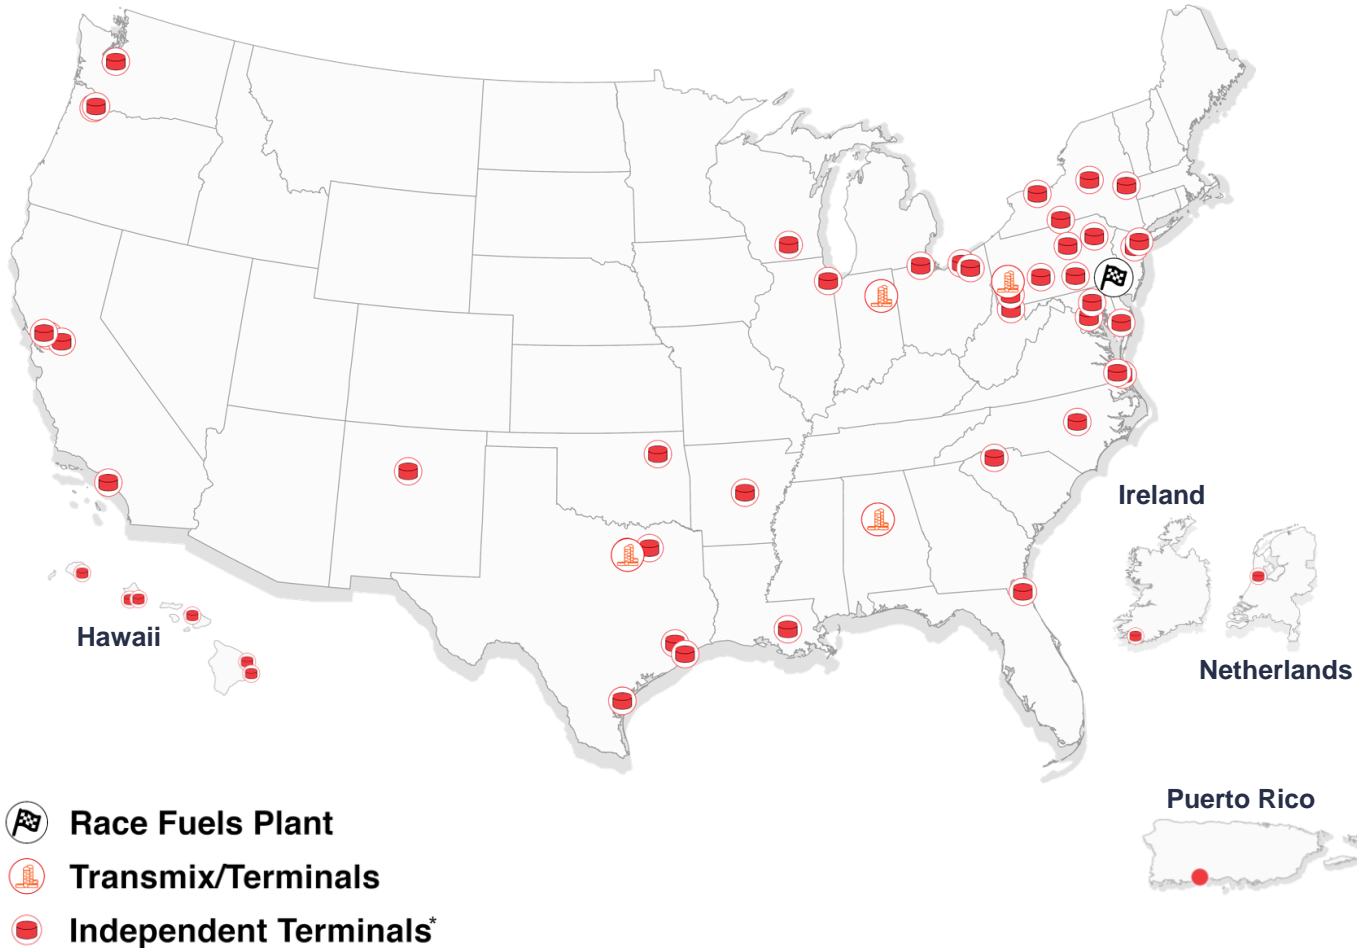 Ireland
Hawaii
Netherlands
Puerto Rico
Race Fuels Plant
Transmix/Terminals
Independent Terminals*